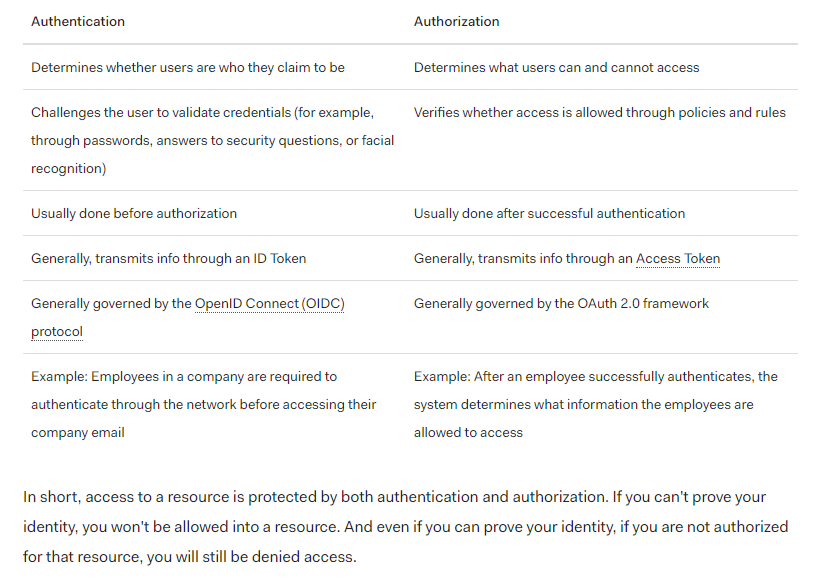 Authentication
Authorization
Determines whether users are who they claim to be
Determines what users can and cannot access
Challenges the user to validate credentials (for example,
through passwords, answers to security questions, or facial
recognition)
Verifies whether access is allowed through policies and rules
Usually done before authorization
Usually done after successful authentication
Generally, transmits info through an ID Token
Generally, transmits info through an Access Token
Generally governed by the OpenID Connect (OIDC)
protocol
Generally governed by the OAuth 2.0 framework
Example: Employees in a company are required to
authenticate through the network before accessing their
company email
Example: After an employee successfully authenticates, the
system determines what information the employees are
allowed to access
In short, access to a resource is protected by both authentication and authorization. If you can't prove your
identity, you won't be allowed into a resource. And even if you can prove your identity, if you are not authorized
for that resource, you will still be denied access.